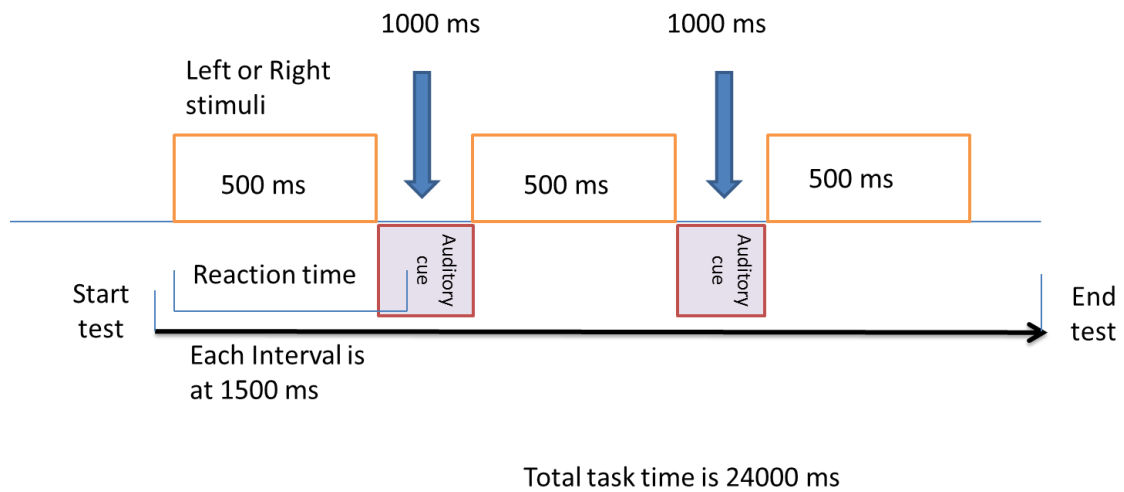 1000 ms
1000 ms
Left or Right
stimuli
500 ms
500 ms
500 ms
Auditory
cue
Auditory
cue
Reaction time
Start
test
End
test
Each Interval is
at 1500 ms
Total task time is 24000 ms